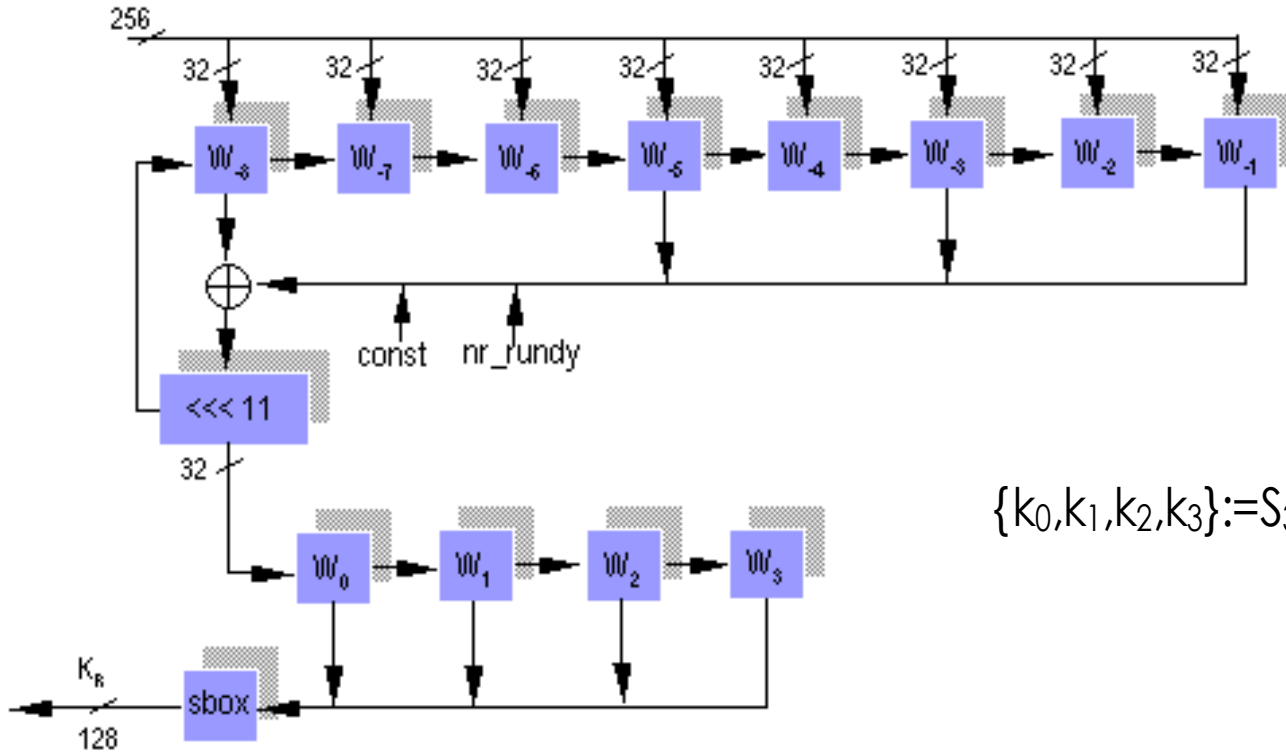 256
32 32 32 32 32 32 32 32
W-8 W-7 W-6 W-5 W-4 W-3 W-2 W-1
const nr_rundy
<<< 11
32
{k0,k1,k2,k3}:=S
W0 W1 W2 W3
KR
sbox
128